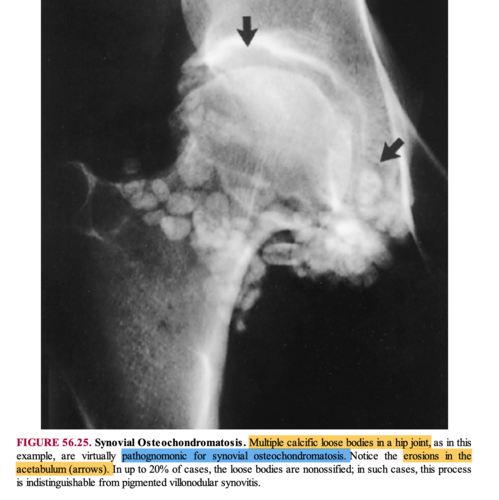 FIGURE 56.25. Synovial Osteochondromatosis. Multiple calcific loose bodies in a hip joint, as in this
example, are virtually pathognomonic for synovial osteochondromatosis. Notice the erosions in the
acetabulum (arrows). In up to 20% of cases, the loose bodies are nonossified; in such cases, this process
is indistinguishable from pigmented villonodular synovitis.